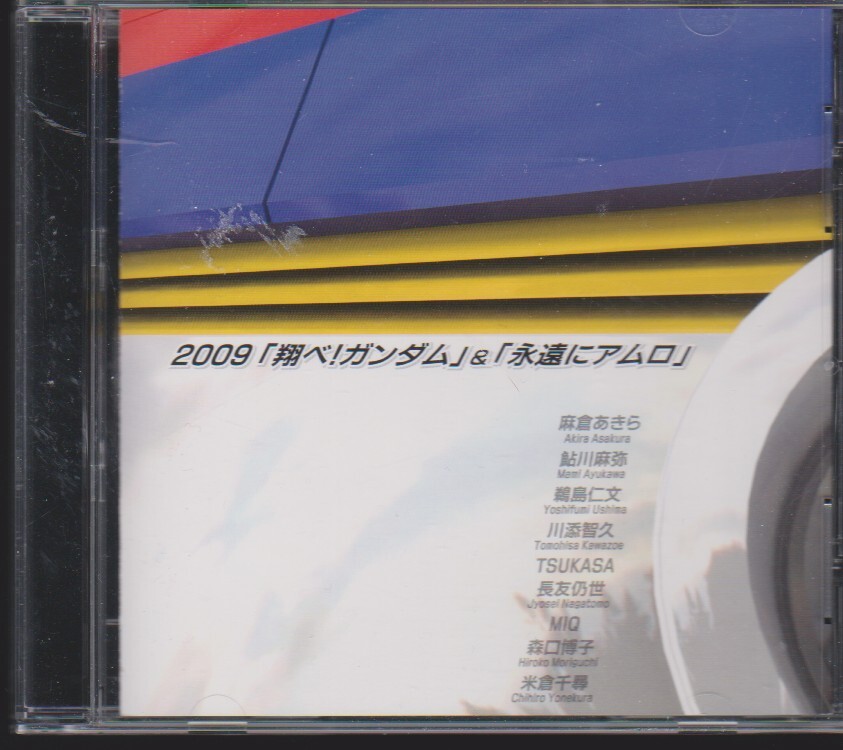 2009「翔べ!ガンダム」&「永遠にアムロ」
麻倉あきら
Akira Asakura
鮎川麻弥
Mami Ayukawa
鵜島仁文
Yoshifumi Ushima
川添智久
Tomohisa Kawazoe
TSUKASA
長友仍世
Jyosei Nagatomo
MIQ
森口博子
Hiroko Moriguchi
米倉千尋
Chihiro Yonekura